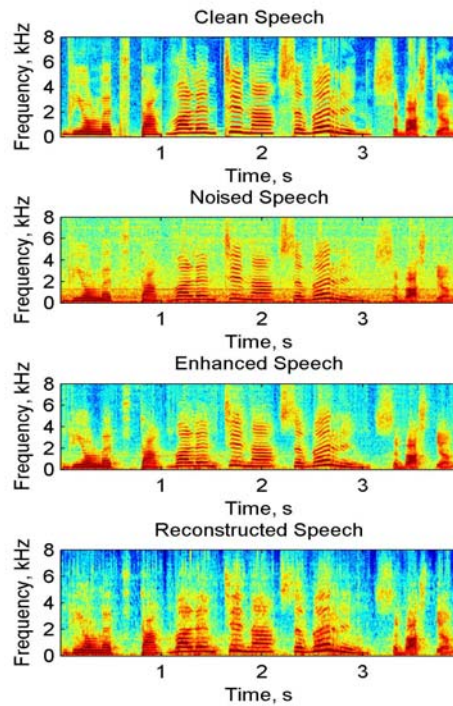 Clean Speech
Frequency, kHz
8
6
4
2
0
1 2 3
Time, s
Noised Speech
Frequency, kHz
8
6
4
2
0
1 2 3
Time, s
Enhanced Speech
Frequency, kHz
8
6
4
2
0
1 2 3
Time, s
Reconstructed Speech
Frequency, kHz
8
6
4
2
0
1 2 3
Time, s